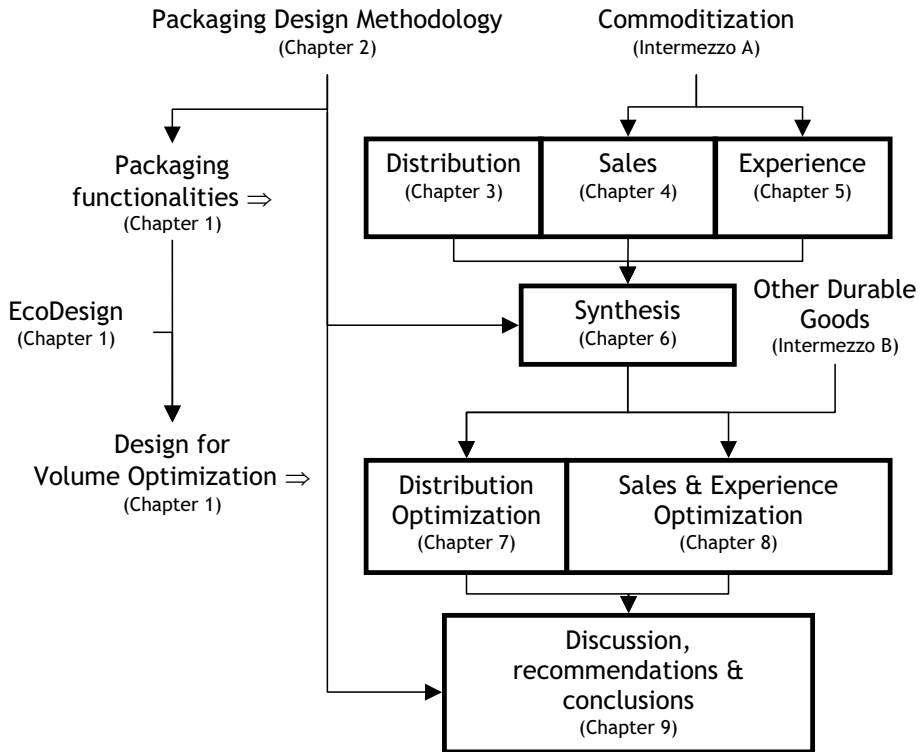 Packaging Design Methodology
(Chapter 2)
Commoditization
(Intermezzo A)
Packaging
functionalities ⇒
(Chapter 1)
Distribution
(Chapter 3)
Sales
(Chapter 4)
Experience
(Chapter 5)
EcoDesign
(Chapter 1)
Synthesis
(Chapter 6)
Other Durable
Goods
(Intermezzo B)
Design for
Volume Optimization ⇒
(Chapter 1)
Distribution
Optimization
(Chapter 7)
Sales & Experience
Optimization
(Chapter 8)
Discussion,
recommendations &
conclusions
(Chapter 9)